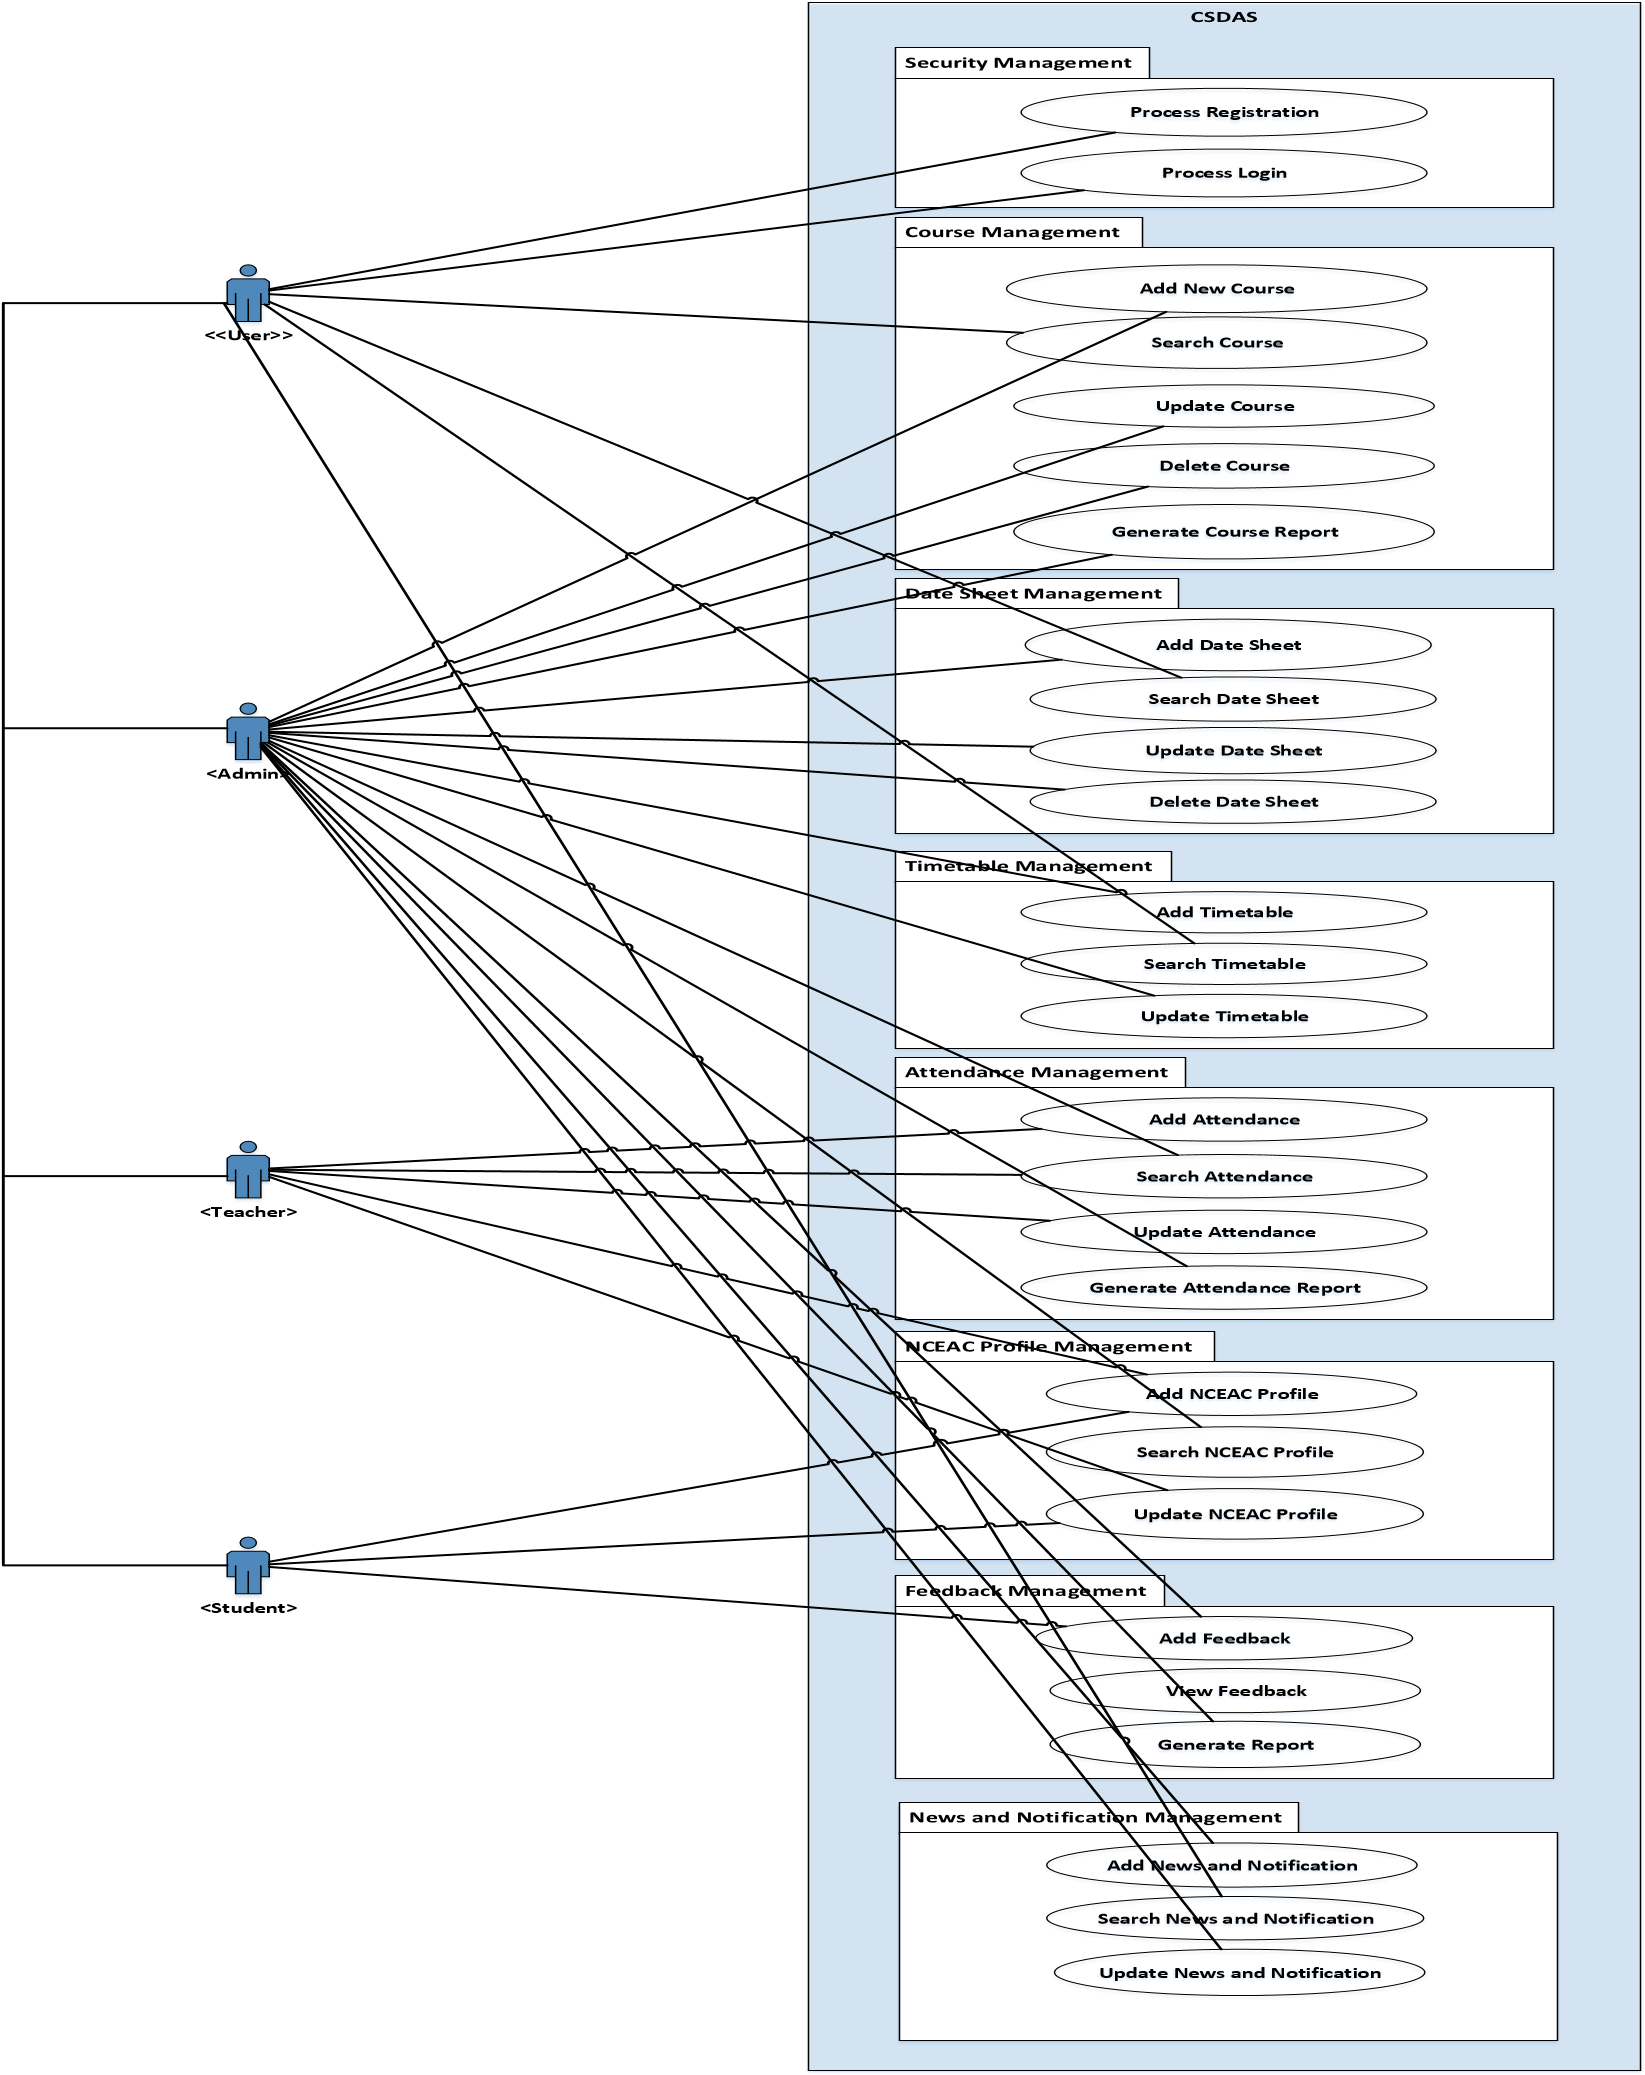 CSDAS
Security Management
Process Registration
Process Login
Course Management
Add New Course
Search Course
Update Course
Delete Course
Generate Course Report
Date Sheet Management
Add Date Sheet
Search Date Sheet
Update Date Sheet
Delete Date Sheet
Timetable Management
Add Timetable
Search Timetable
Update Timetable
Attendance Management
Add Attendance
Search Attendance
Update Attendance
Generate Attendance Report
NCEAC Profile Management
Add NCEAC Profile
Search NCEAC Profile
Update NCEAC Profile
Feedback Management
Add Feedback
View Feedback
Generate Report
News and Notification Management
Add News and Notification
Search News and Notification
Update News and Notification
<<User>>
<Admin>
<Teacher>
<Student>